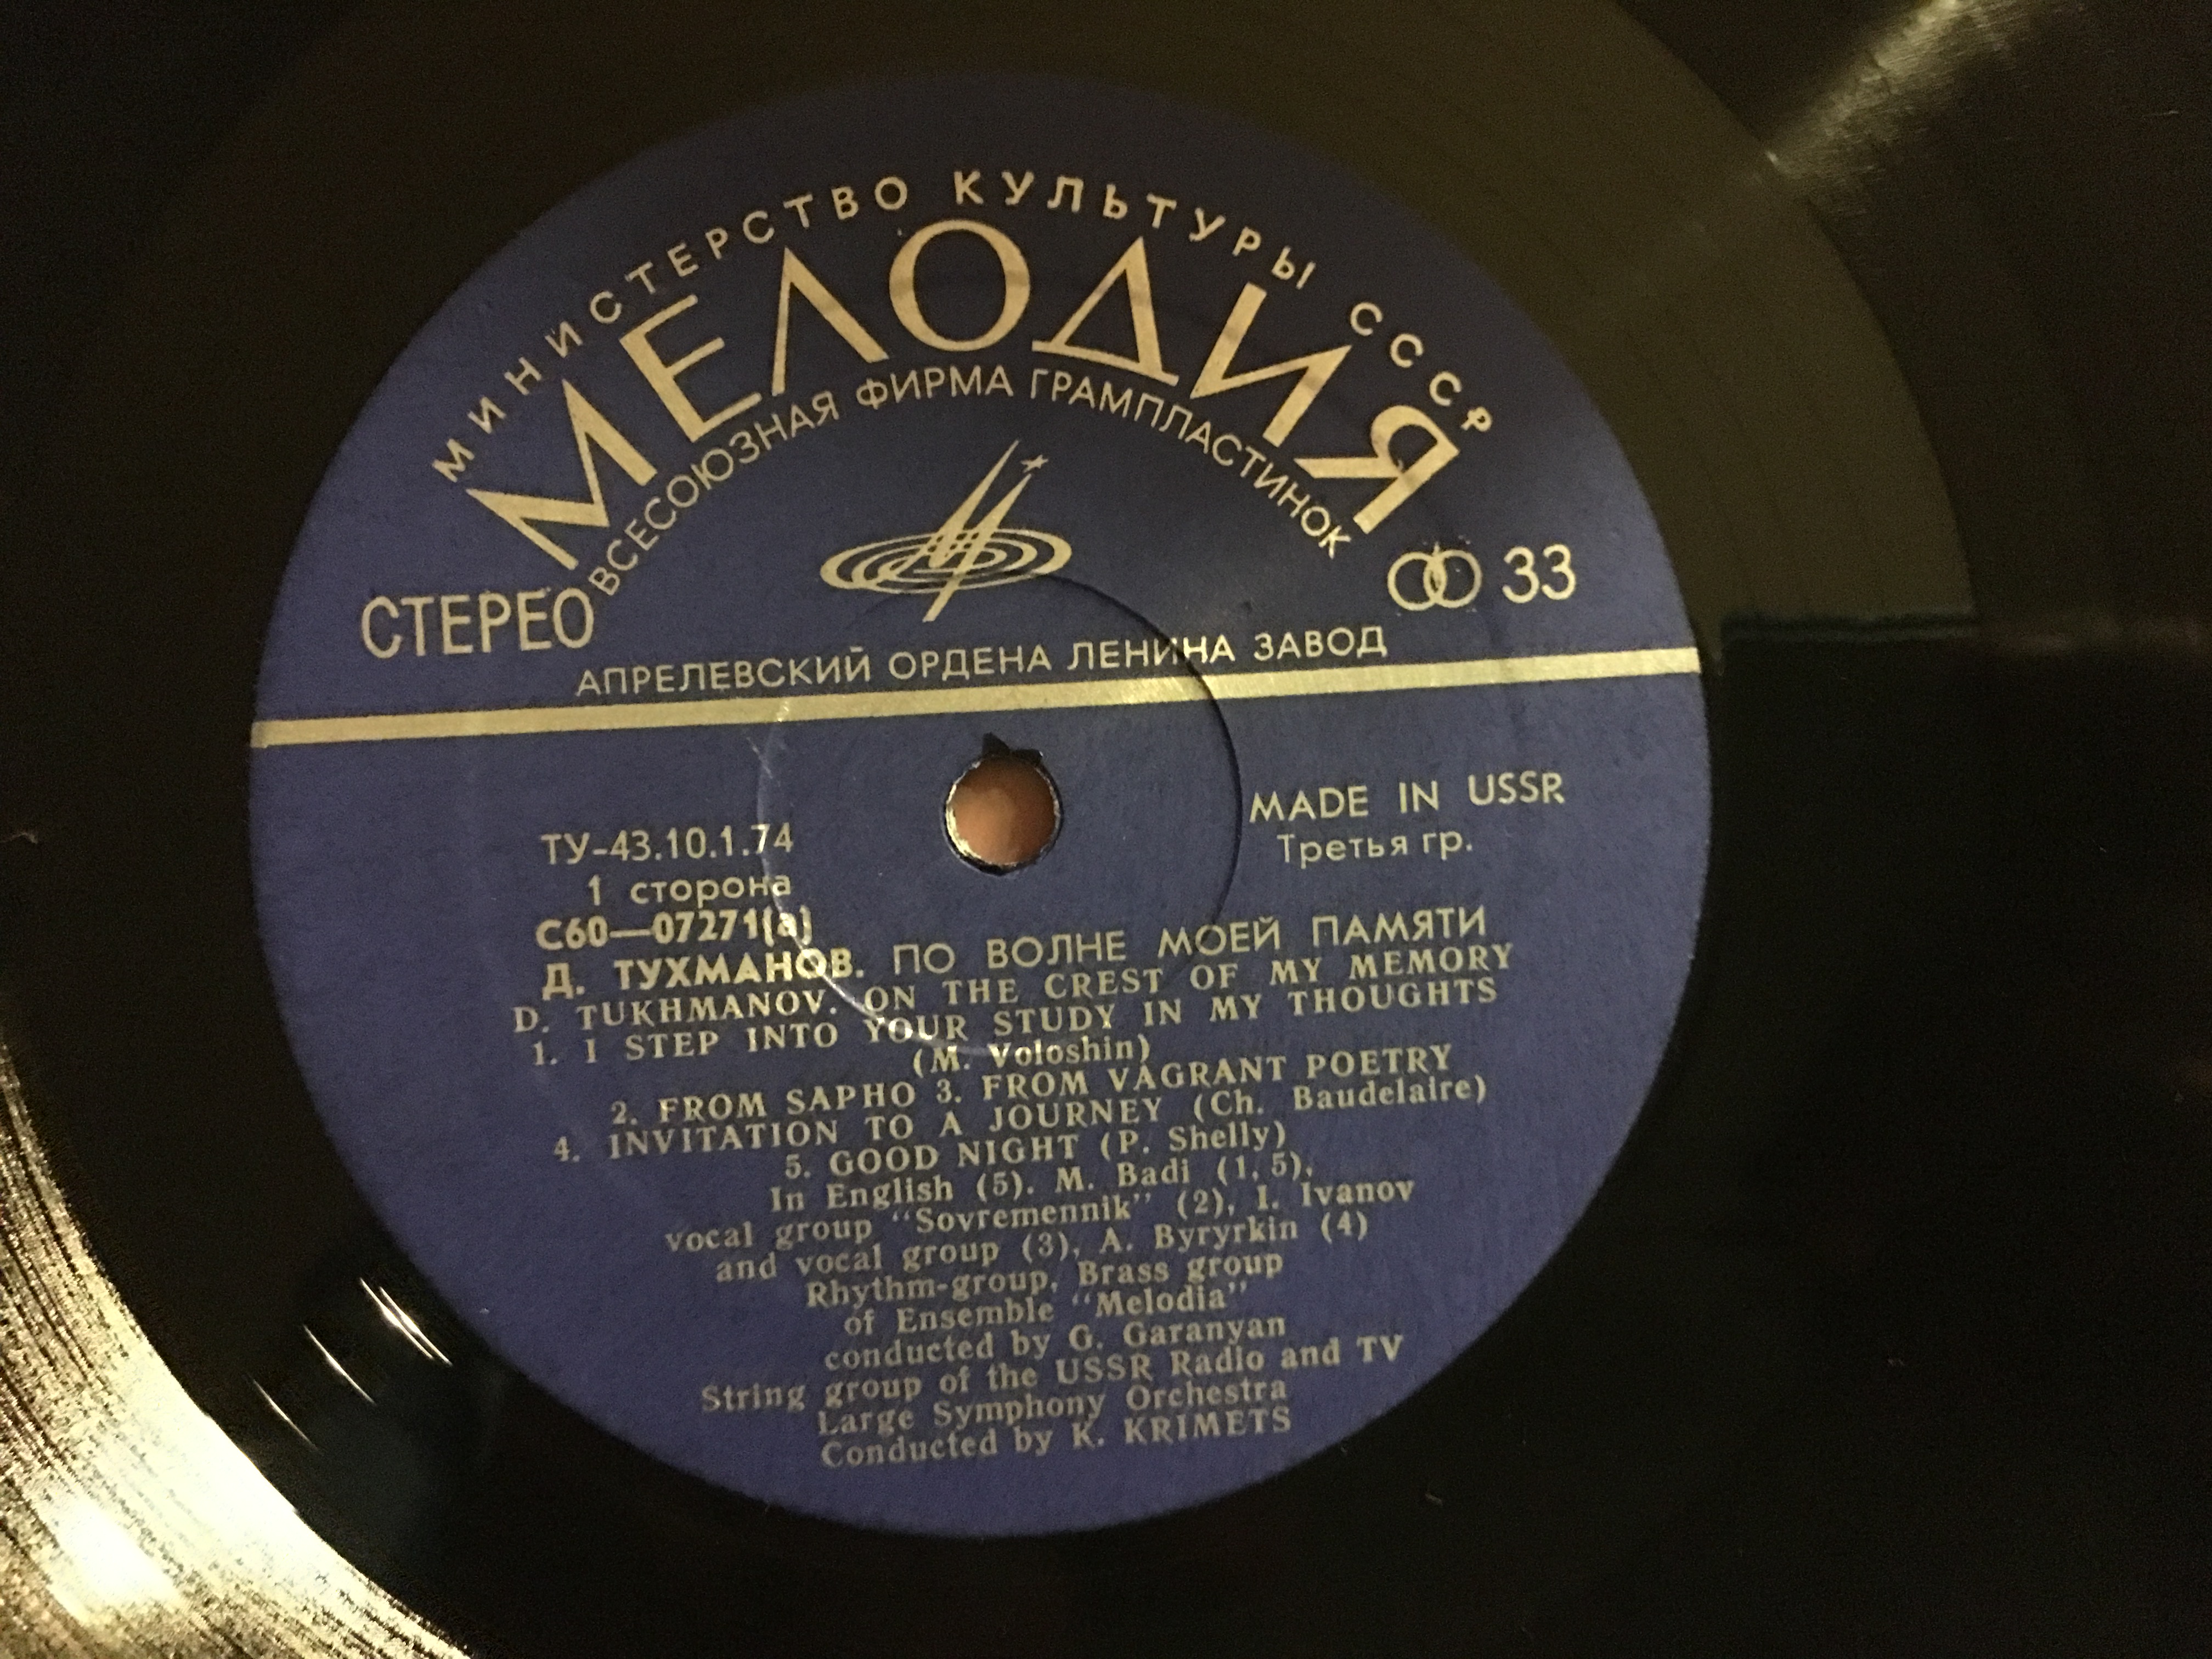 МИНИСТЕРСТВО КУЛЬТУРЫ СССР
МЕЛОДИЯ
ВСЕСОЮЗНАЯ ФИРМА ГРАМПЛАСТИНОК
СТЕРЕО
33
АПРЕЛЕВСКИЙ ОРДЕНА ЛЕНИНА ЗАВОД
MADE IN USSR
Третья гр.
ТУ-43.10.1.74
1 сторона
С60—07271(а)
Д. ТУХМАНОВ. ПО ВОЛНЕ МОЕЙ ПАМЯТИ
D. TUKHMANOV. ON THE CREST OF MY MEMORY
1. I STEP INTO YOUR STUDY IN MY THOUGHTS
(M. Voloshin)
2. FROM SAPHO 3. FROM VAGRANT POETRY
4. INVITATION TO A JOURNEY (Ch. Baudelaire)
5. GOOD NIGHT (P. Shelly)
In English (5). M. Badi (1, 5),
vocal group "Sovremennik" (2), I. Ivanov
and vocal group (3), A. Byryrkin (4)
Rhythm-group, Brass group
of Ensemble "Melodia"
conducted by G. Garanyan
String group of the USSR Radio and TV
Large Symphony Orchestra
Conducted by K. KRIMETS